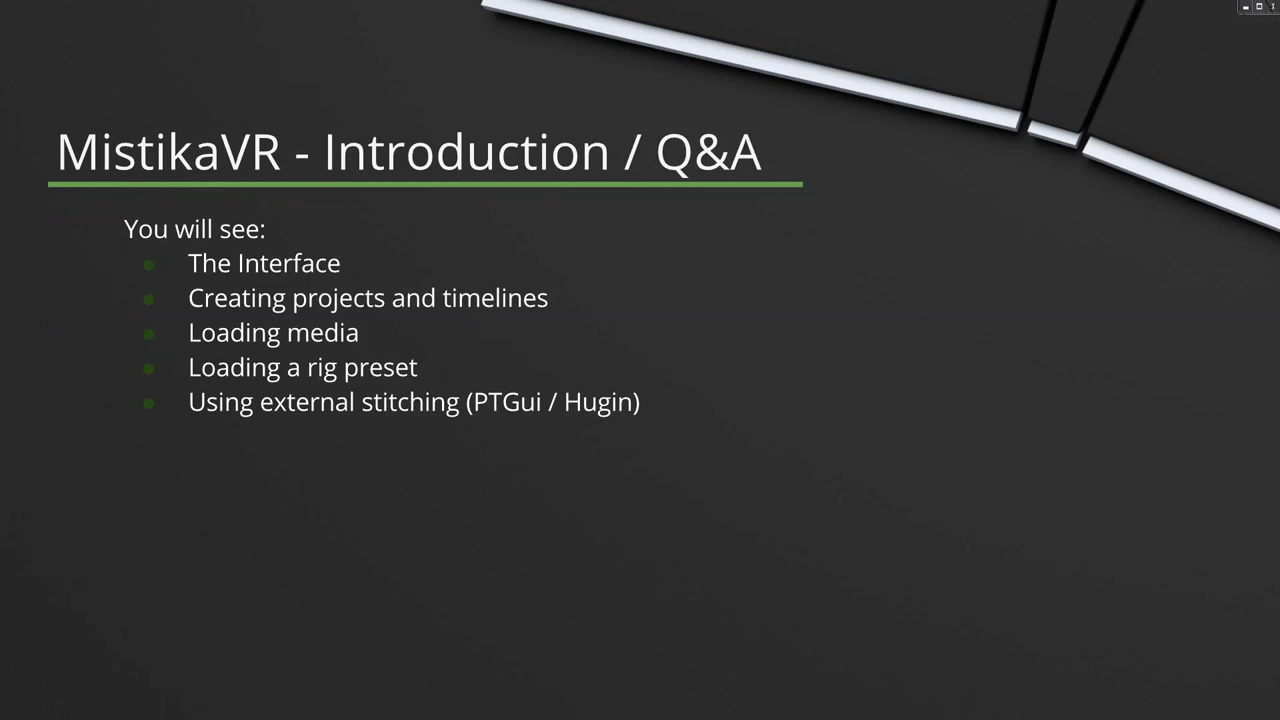 MistikaVR - Introduction / Q&A
You will see:
The Interface
Creating projects and timelines
Loading media
Loading a rig preset
Using external stitching (PTGui / Hugin)